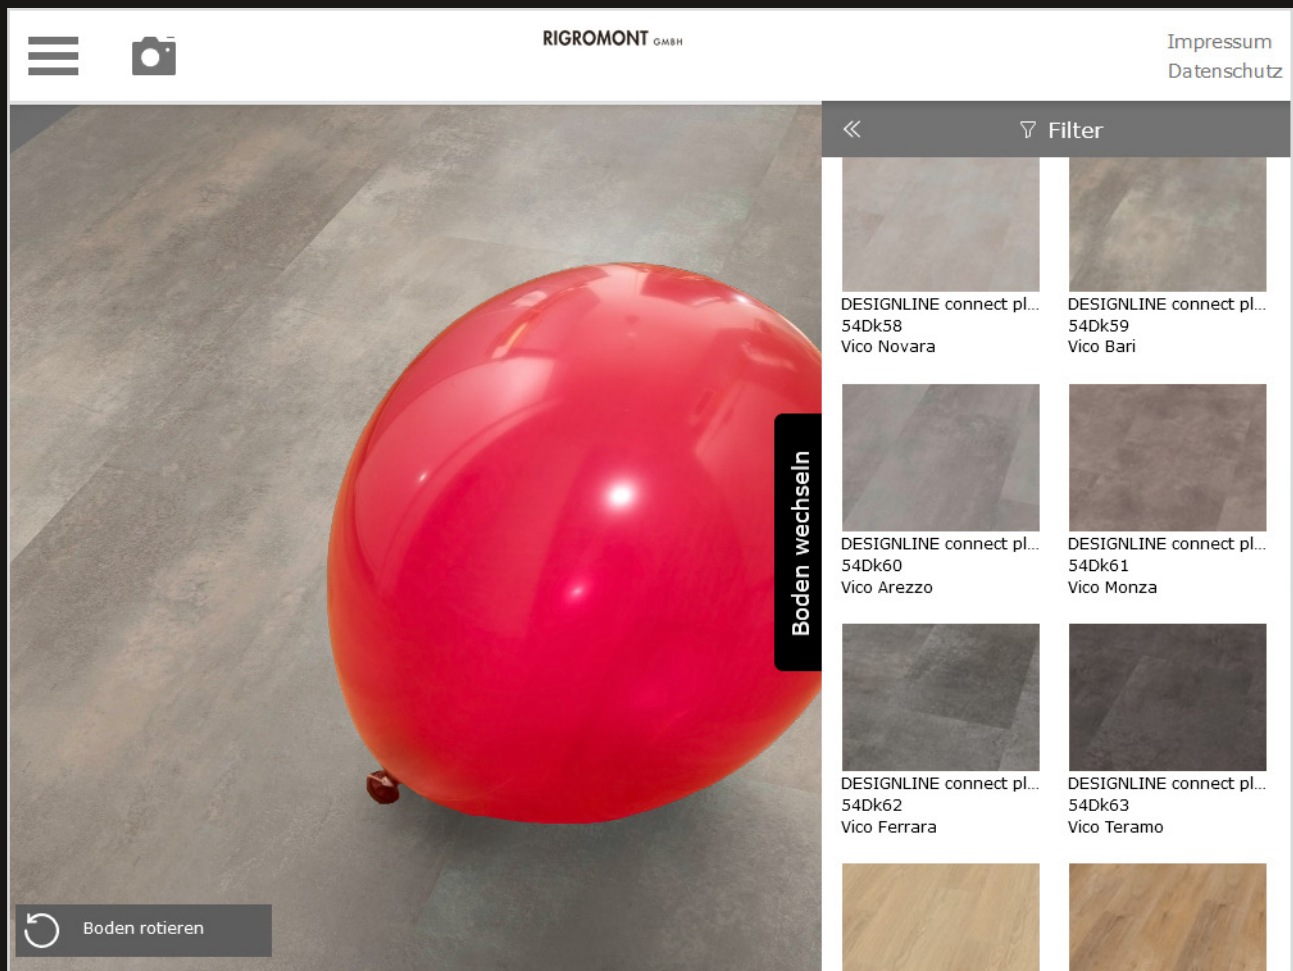 RIGROMONT GMBH
Impressum
Datenschutz
Filter
DESIGNLINE connect pl...
54Dk58
Vico Novara
DESIGNLINE connect pl...
54Dk59
Vico Bari
DESIGNLINE connect pl...
54Dk60
Vico Arezzo
DESIGNLINE connect pl...
54Dk61
Vico Monza
DESIGNLINE connect pl...
54Dk62
Vico Ferrara
DESIGNLINE connect pl...
54Dk63
Vico Teramo
Boden wechseln
Boden rotieren